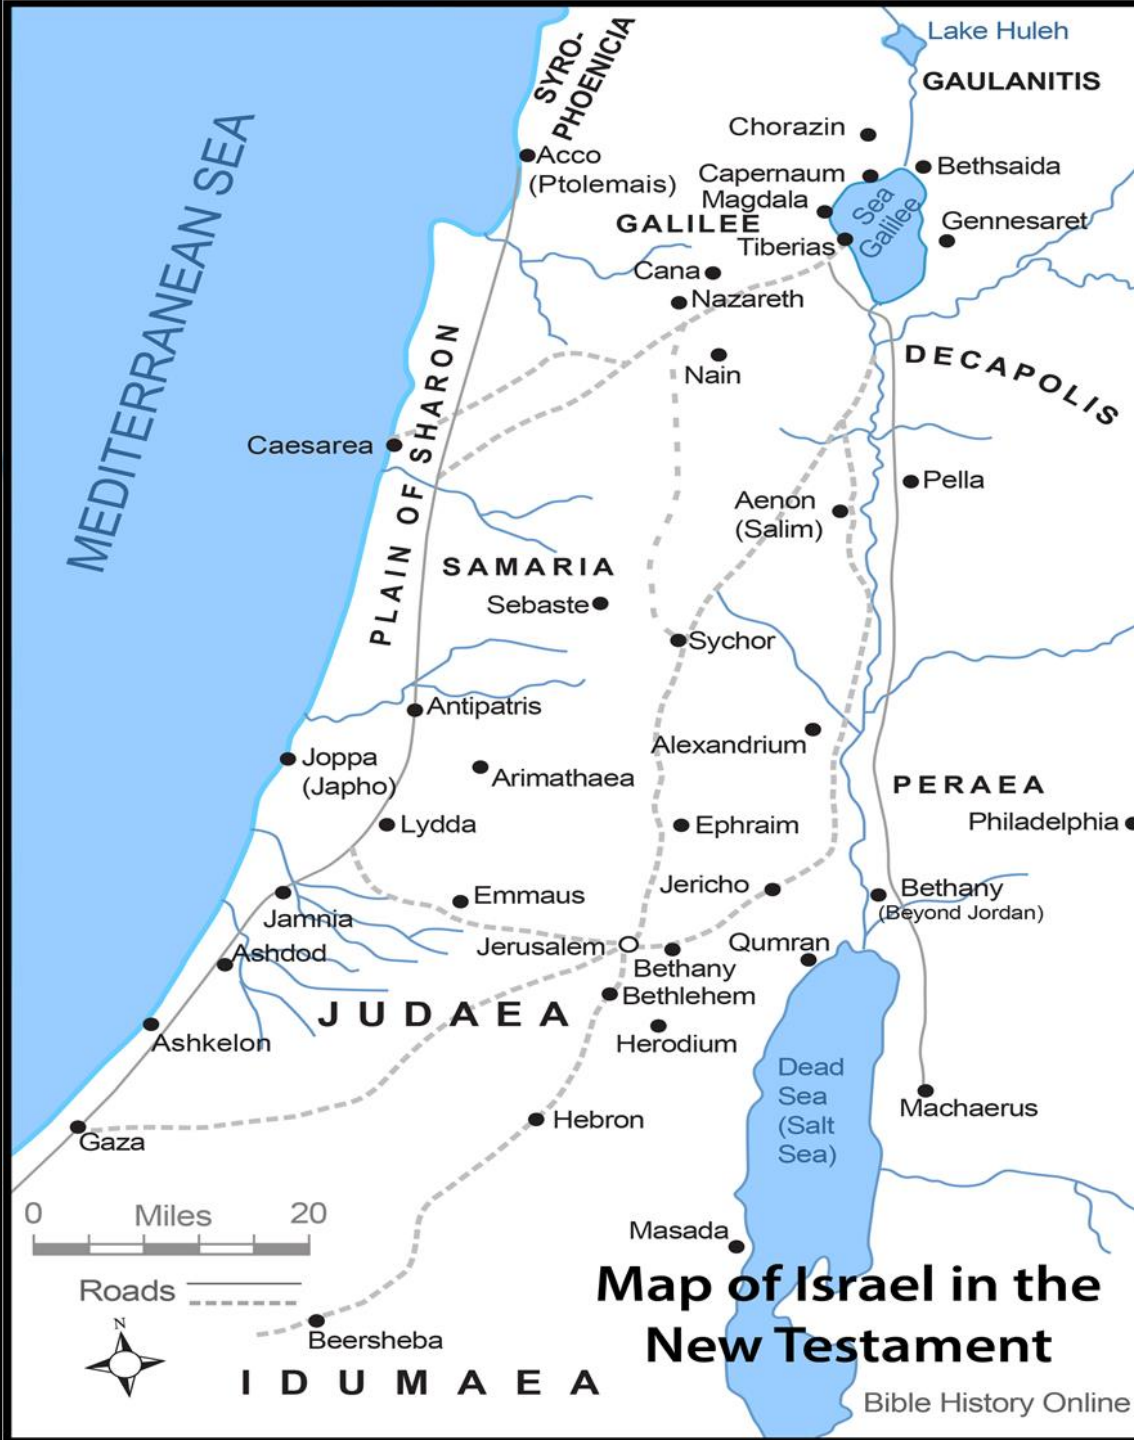 Lake Huleh
SYRO-
PHOENICIA
GAULANITIS
Chorazin
Acco
(Ptolemais)
Capernaum
Bethsaida
Magdala
Sea
Galilee
GALILEE
Gennesaret
Tiberias
MEDITERRANEAN SEA
Cana
Nazareth
Nain
DECAPOLIS
PLAIN OF SHARON
Caesarea
Pella
Aenon
(Salim)
SAMARIA
Sebaste
Sychor
Antipatris
Alexandrium
Joppa
(Japho)
Arimathaea
PERAEA
Lydda
Ephraim
Philadelphia
Jericho
Emmaus
Bethany
(Beyond Jordan)
Jamnia
Jerusalem
Qumran
Ashdod
Bethany
Bethlehem
JUDAEA
Ashkelon
Herodium
Dead
Sea
(Salt
Sea)
Machaerus
Hebron
Gaza
0 Miles 20
Masada
Roads
Map of Israel in the
New Testament
N
Beersheba
IDUMAEA
Bible History Online